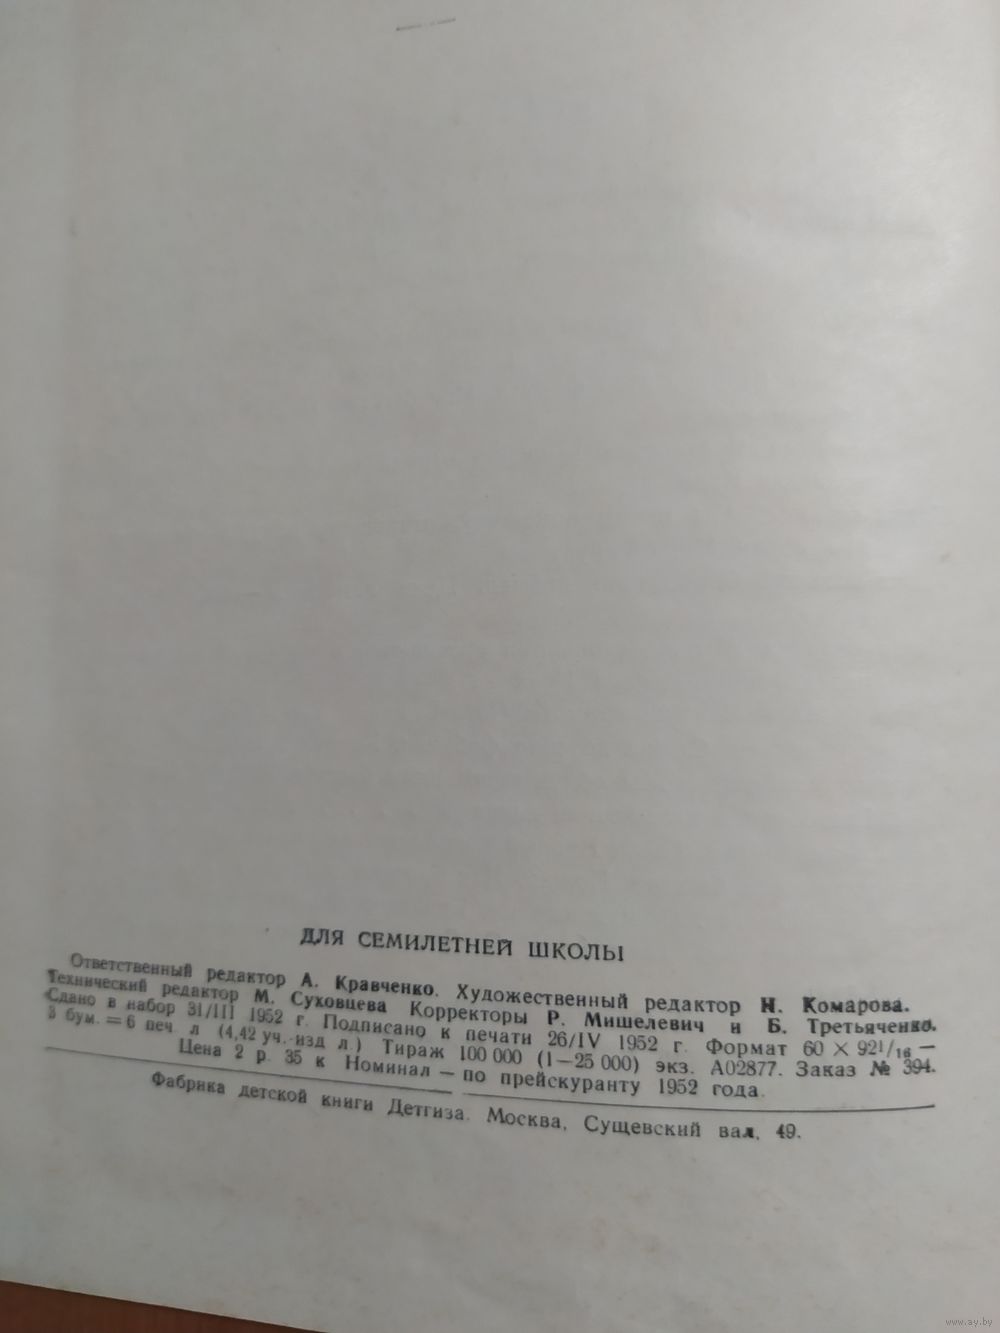 ДЛЯ СЕМИЛЕТНЕЙ ШКОЛЫ
Ответственный редактор А. Кравченко. Художественный редактор Н. Комарова.
Технический редактор М. Суховцева Корректоры Р. Мишелевич и Б. Третьяченко.
Сдано в набор 31/III 1952 г. Подписано к печати 26/IV 1952 г. Формат 60 × 92¹/₁₆ —
3 бум. = 6 печ. л (4,42 уч.-изд л.) Тираж 100 000 (1—25 000) экз. А02877. Заказ № 394.
Цена 2 р. 35 к Номинал — по прейскуранту 1952 года.
Фабрика детской книги Детгиза. Москва, Сущевский вал, 49.
www.ay.by